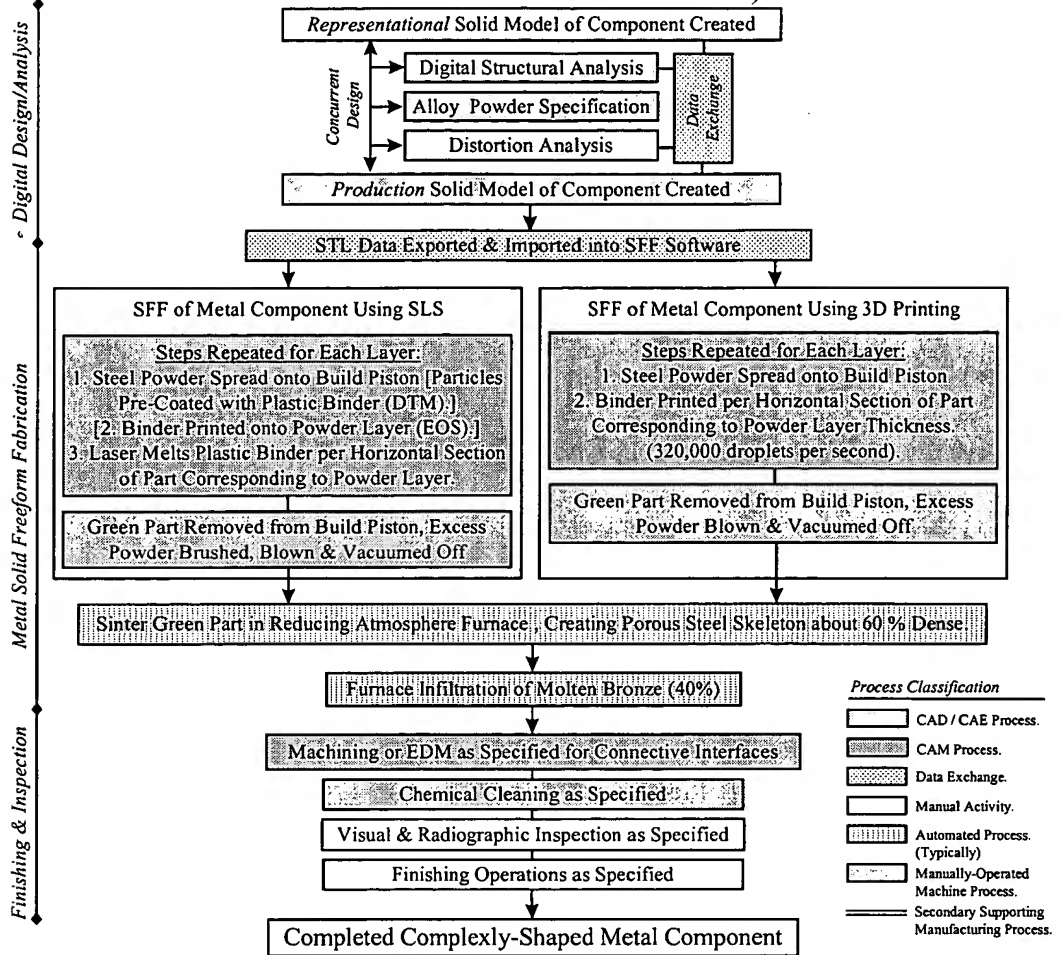 Representational Solid Model of Component Created
Digital Structural Analysis
Alloy Powder Specification
Distortion Analysis
Concurrent
Design
Data
Exchange
Production Solid Model of Component Created
Digital Design/Analysis
STL Data Exported & Imported into SFF Software
SFF of Metal Component Using SLS
Steps Repeated for Each Layer:
1. Steel Powder Spread onto Build Piston [Particles
Pre-Coated with Plastic Binder (DTM).]
[2. Binder Printed onto Powder Layer (EOS).]
3. Laser Melts Plastic Binder per Horizontal Section
of Part Corresponding to Powder Layer.
Green Part Removed from Build Piston, Excess
Powder Brushed, Blown & Vacuumed Off
SFF of Metal Component Using 3D Printing
Steps Repeated for Each Layer:
1. Steel Powder Spread onto Build Piston
2. Binder Printed per Horizontal Section of Part
Corresponding to Powder Layer Thickness.
(320,000 droplets per second).
Green Part Removed from Build Piston, Excess
Powder Blown & Vacuumed Off.
Sinter Green Part in Reducing Atmosphere Furnace , Creating Porous Steel Skeleton about 60 % Dense.
Furnace Infiltration of Molten Bronze (40%)
Metal Solid Freeform Fabrication
Machining or EDM as Specified for Connective Interfaces
Chemical Cleaning as Specified
Visual & Radiographic Inspection as Specified
Finishing Operations as Specified
Completed Complexly-Shaped Metal Component
Finishing & Inspection
Process Classification
CAD / CAE Process.
CAM Process.
Data Exchange.
Manual Activity.
Automated Process.
(Typically)
Manually-Operated
Machine Process.
Secondary Supporting
Manufacturing Process.